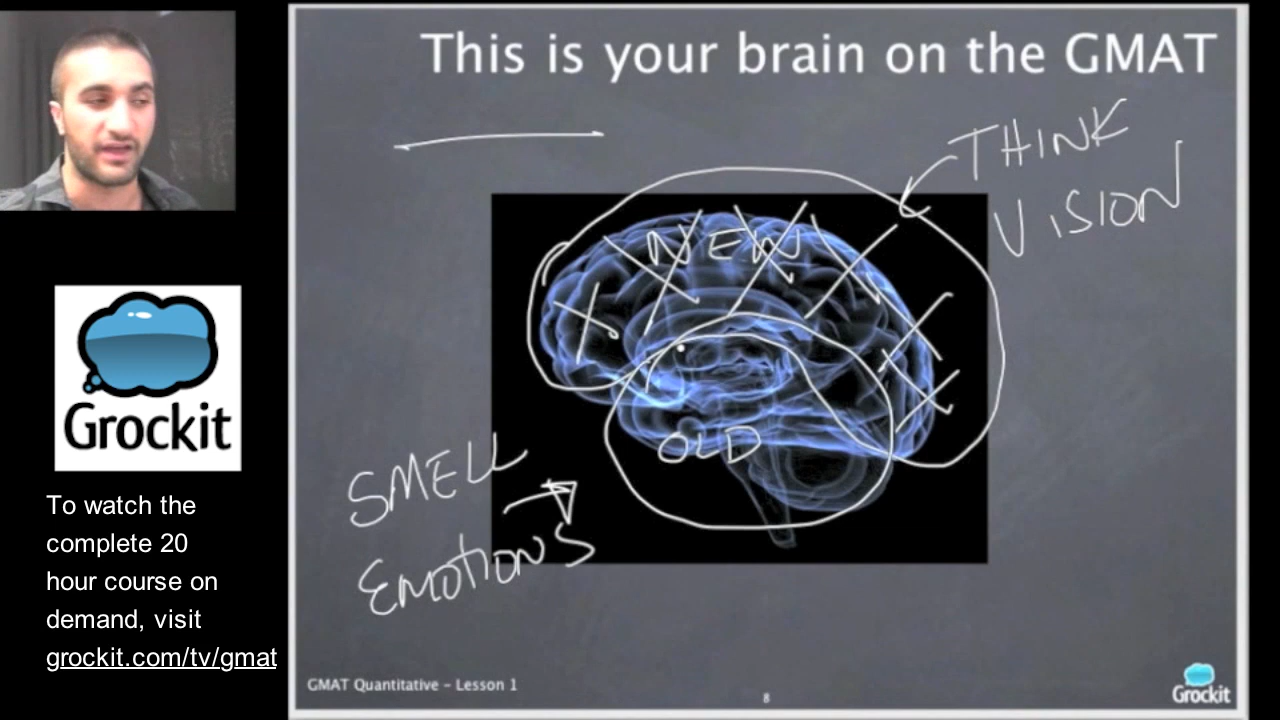 This is your brain on the GMAT
THINK
VISION
NEW
OLD
SMELL
EMOTIONS
Grockit
To watch the
complete 20
hour course on
demand, visit
grockit.com/tv/gmat
GMAT Quantitative – Lesson 1
8
Grockit